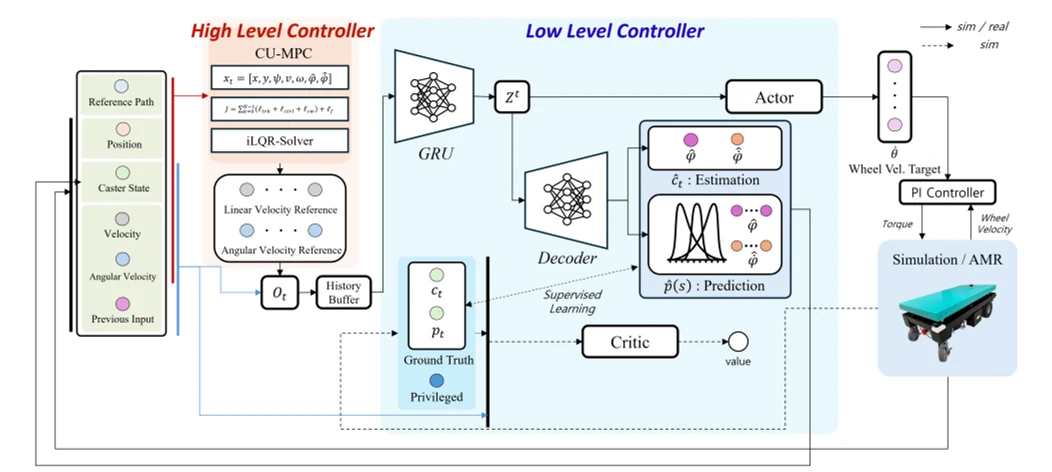 High Level Controller
Low Level Controller
sim / real
sim
CU-MPC
x_t = [x, y, ψ, v, ω, φ̂, φ̂̇]
iLQR-Solver
Linear Velocity Reference
Angular Velocity Reference
O_t
History
Buffer
Reference Path
Position
Caster State
Velocity
Angular Velocity
Previous Input
GRU
Z^t
Actor
Decoder
φ̂
φ̂̇
ĉ_t : Estimation
φ̂
φ̂̇
p̂(s) : Prediction
Supervised
Learning
c_t
p_t
Ground Truth
Privileged
Critic
value
θ̇
Wheel Vel. Target
PI Controller
Torque
Wheel
Velocity
Simulation / AMR